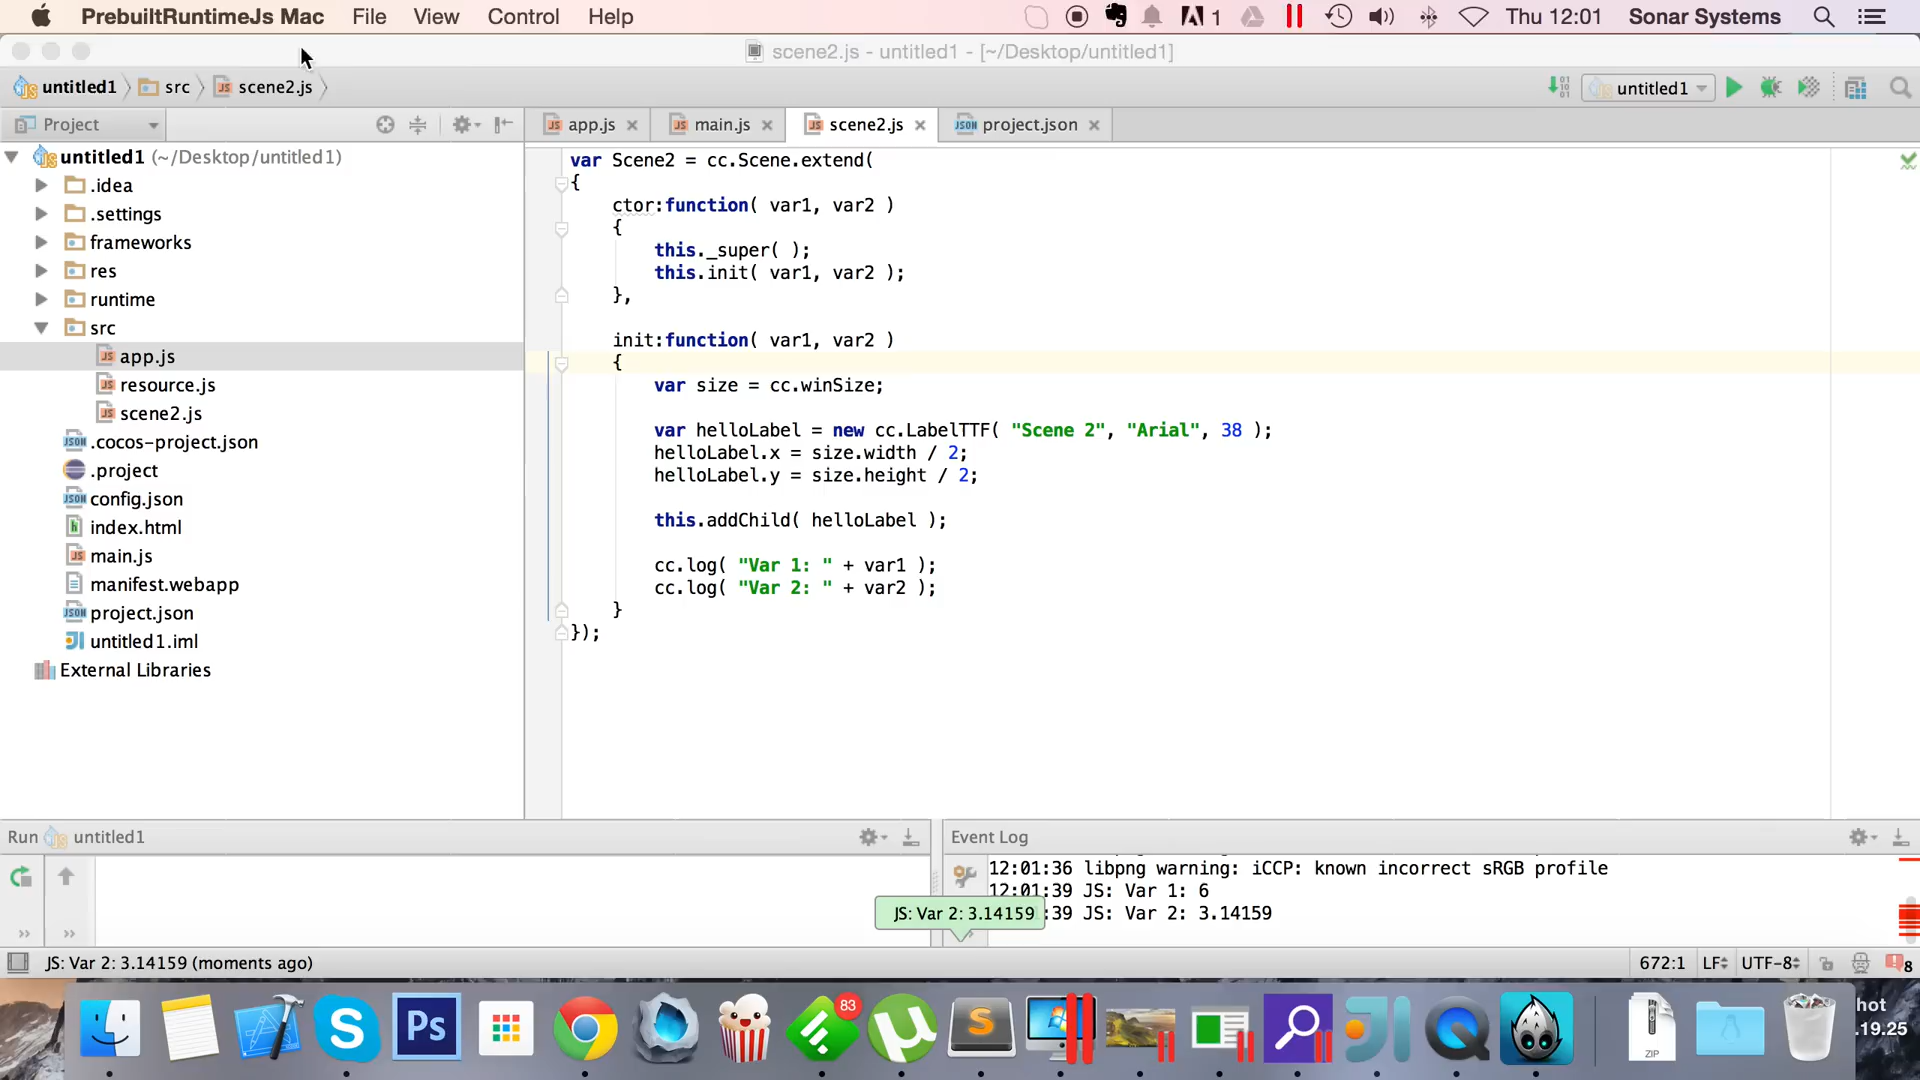 PrebuiltRuntimeJs Mac File View Control Help 1 Thu 12:01 Sonar Systems
scene2.js - untitled1 - [~/Desktop/untitled1]
untitled1 src scene2.js untitled1
Project app.js main.js scene2.js JSON project.json
untitled1 (~/Desktop/untitled1)
.idea
.settings
frameworks
res
runtime
src
app.js
resource.js
scene2.js
.cocos-project.json
.project
config.json
index.html
main.js
manifest.webapp
project.json
untitled1.iml
External Libraries
var Scene2 = cc.Scene.extend(
{
ctor:function( var1, var2 )
{
this._super( );
this.init( var1, var2 );
},
init:function( var1, var2 )
{
var size = cc.winSize;
var helloLabel = new cc.LabelTTF( "Scene 2", "Arial", 38 );
helloLabel.x = size.width / 2;
helloLabel.y = size.height / 2;
this.addChild( helloLabel );
cc.log( "Var 1: " + var1 );
cc.log( "Var 2: " + var2 );
}
});
Run untitled1
Event Log
12:01:36 libpng warning: iCCP: known incorrect sRGB profile
12:01:39 JS: Var 1: 6
:39 JS: Var 2: 3.14159
JS: Var 2: 3.14159
JS: Var 2: 3.14159 (moments ago) 672:1 LF UTF-8 8
83
Ps
S
ZIP
hot
.19.25